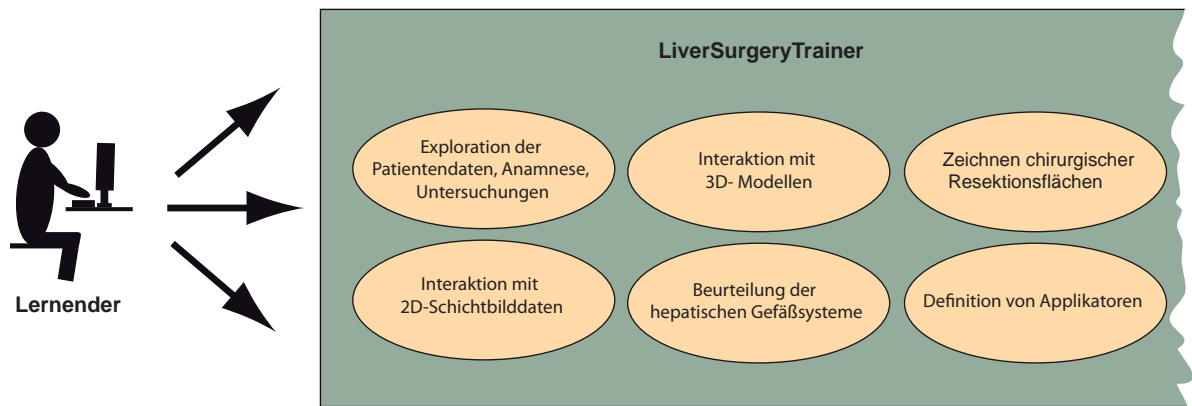 LiverSurgeryTrainer
Exploration der
Patientendaten, Anamnese,
Untersuchungen
Interaktion mit
3D- Modellen
Zeichnen chirurgischer
Resektionsflächen
Interaktion mit
2D-Schichtbilddaten
Beurteilung der
hepatischen Gefäßsysteme
Definition von Applikatoren
Lernender